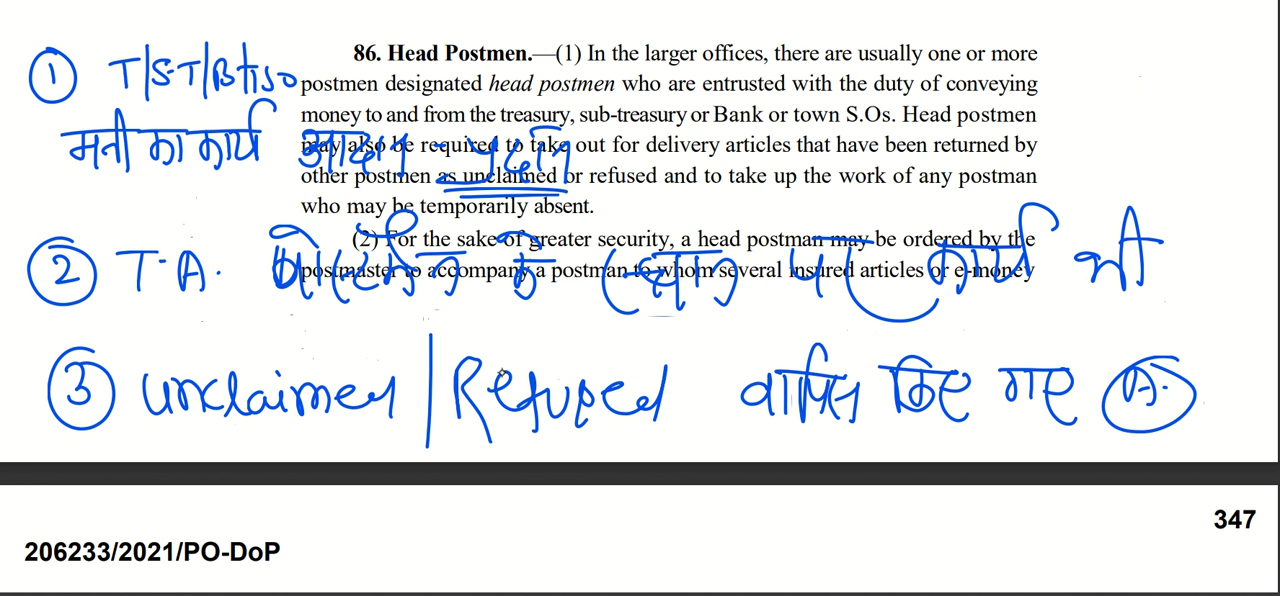 86. Head Postmen.—(1) In the larger offices, there are usually one or more
① T/S.T/B/T.SO postmen designated head postmen who are entrusted with the duty of conveying
money to and from the treasury, sub-treasury or Bank or town S.Os. Head postmen
मनी का कार्य आदान - प्रदान
may also be required to take out for delivery articles that have been returned by
other postmen as unclaimed or refused and to take up the work of any postman
who may be temporarily absent.
(2) For the sake of greater security, a head postman may be ordered by the
② T.A. पोस्टमैन के स्थान पर कार्य भी
postmaster to accompany a postman to whom several insured articles or e-money
③ unclaimed / Refused वापिस किए गए A.
347
206233/2021/PO-DoP